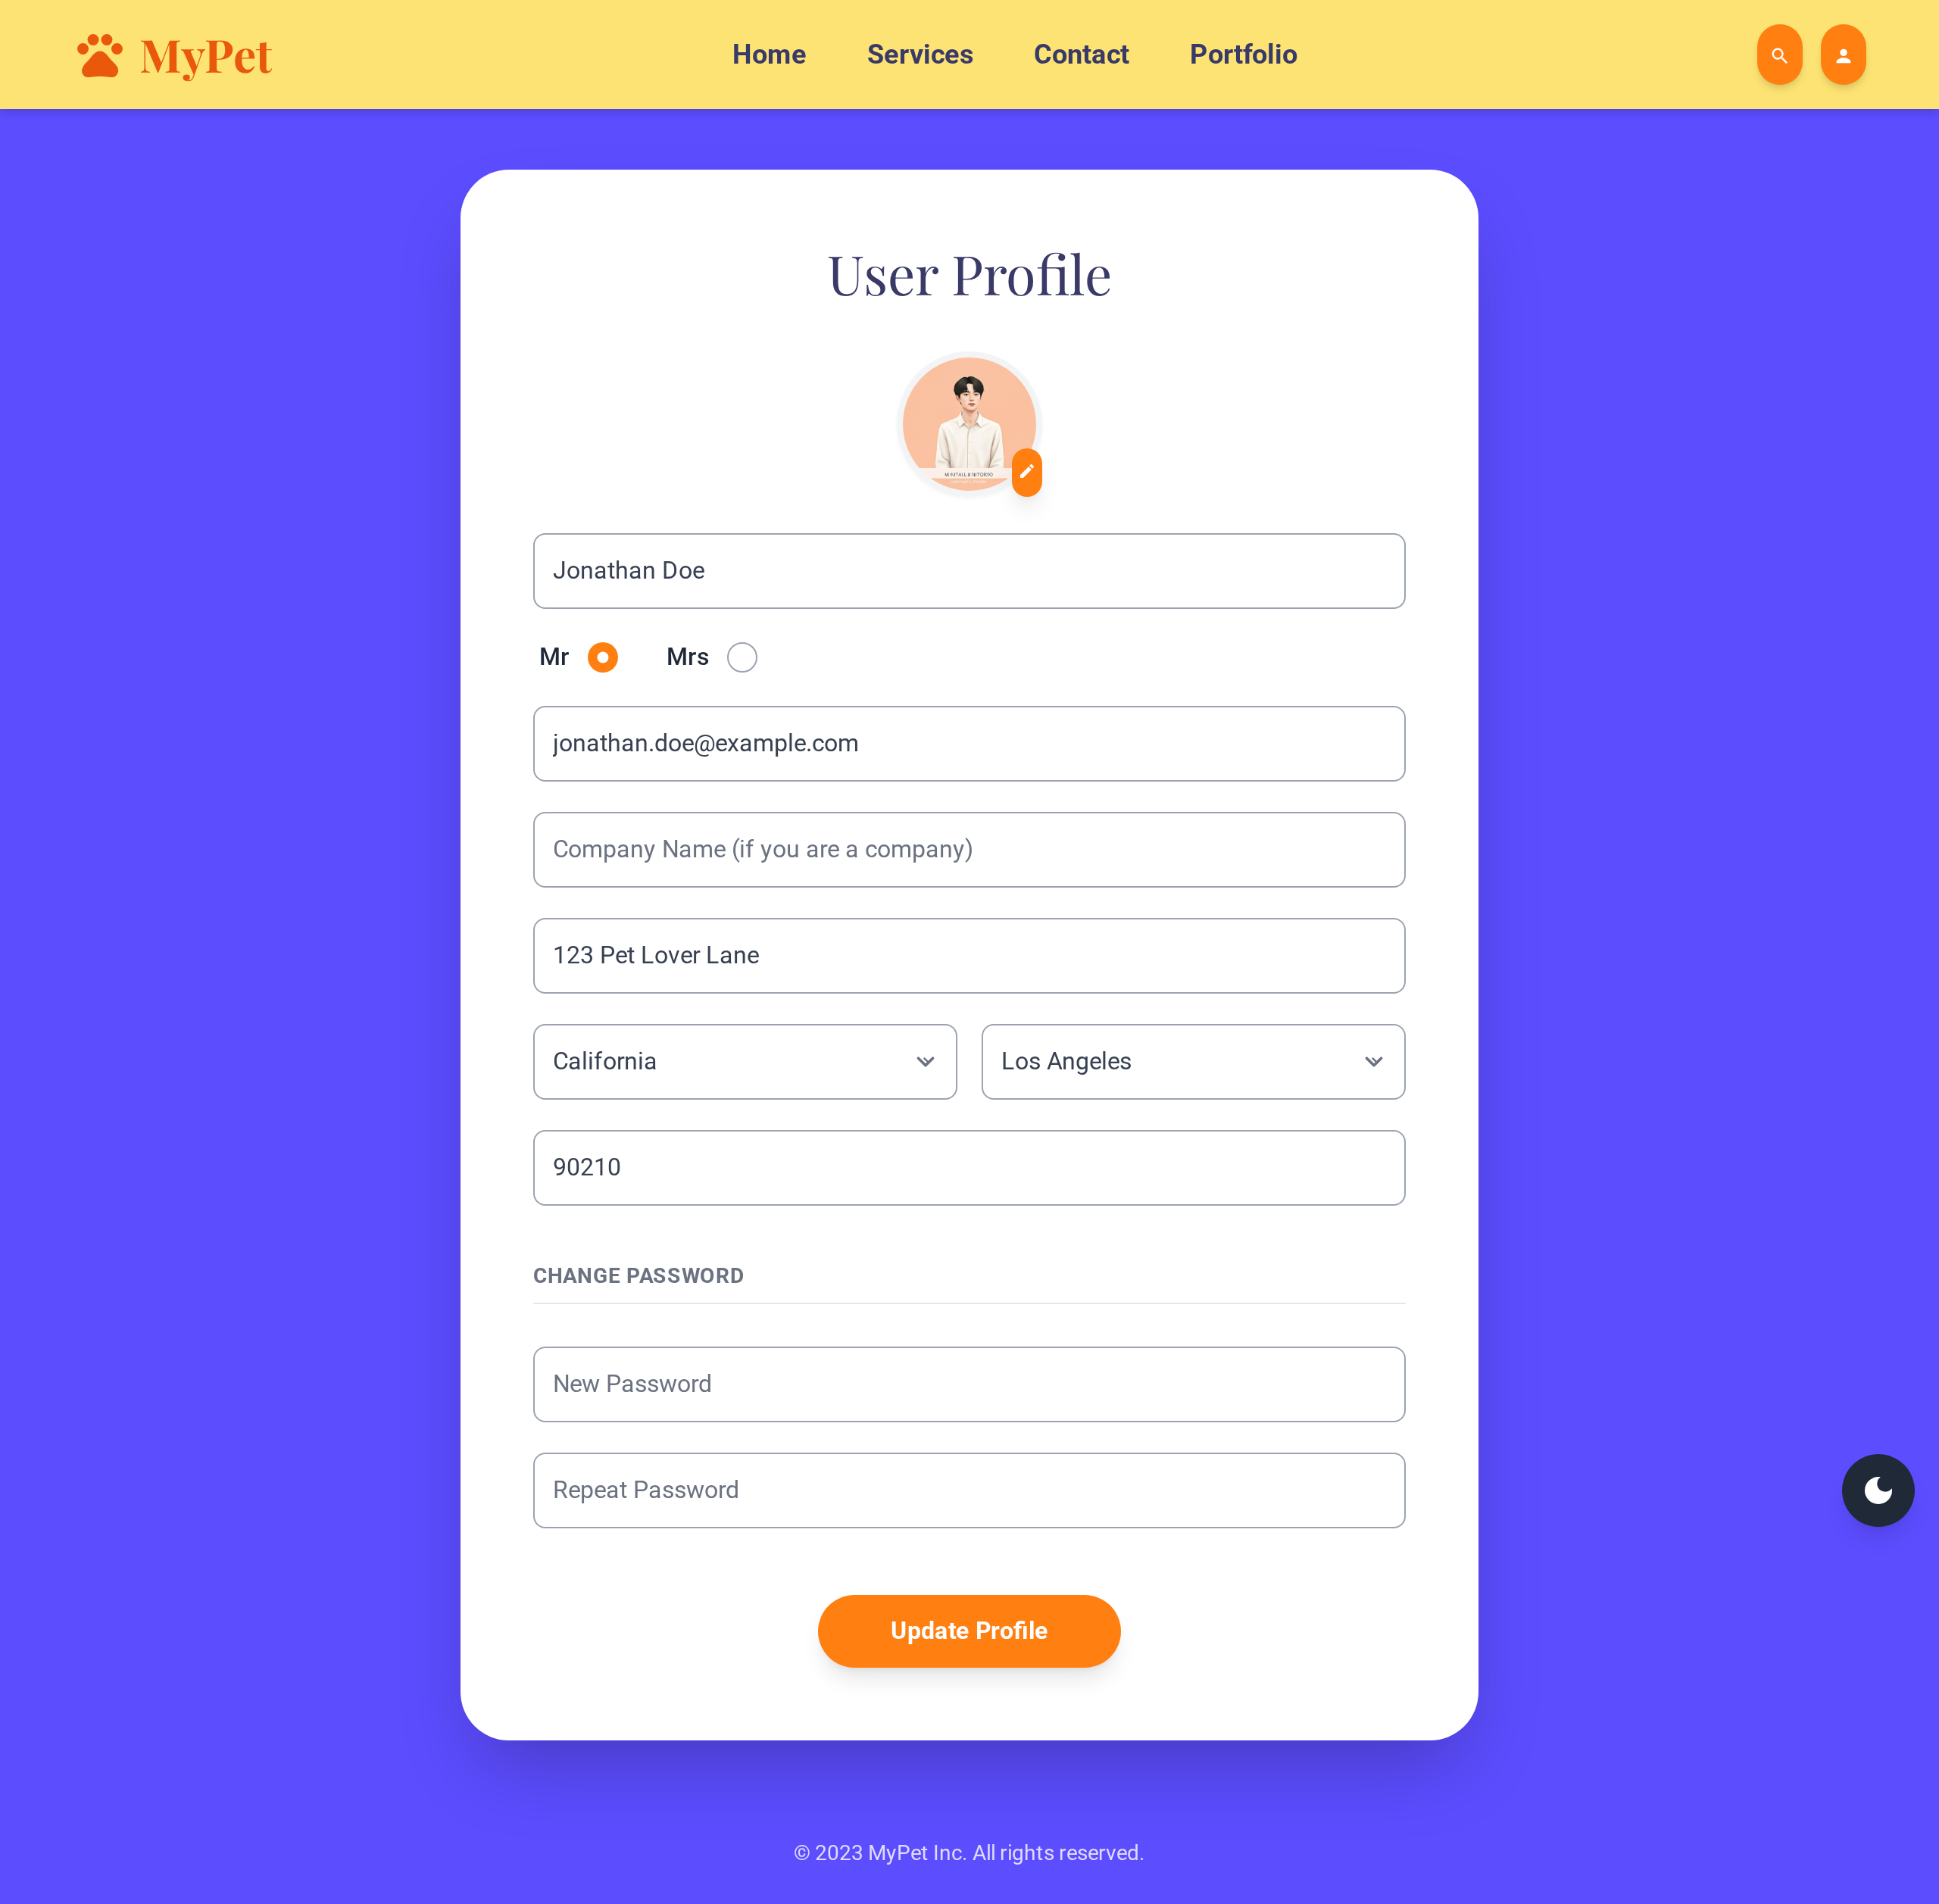 MyPet
Home Services Contact Portfolio
User Profile
Jonathan Doe
Mr Mrs
jonathan.doe@example.com
Company Name (if you are a company)
123 Pet Lover Lane
California Los Angeles
90210
CHANGE PASSWORD
New Password
Repeat Password
Update Profile
© 2023 MyPet Inc. All rights reserved.